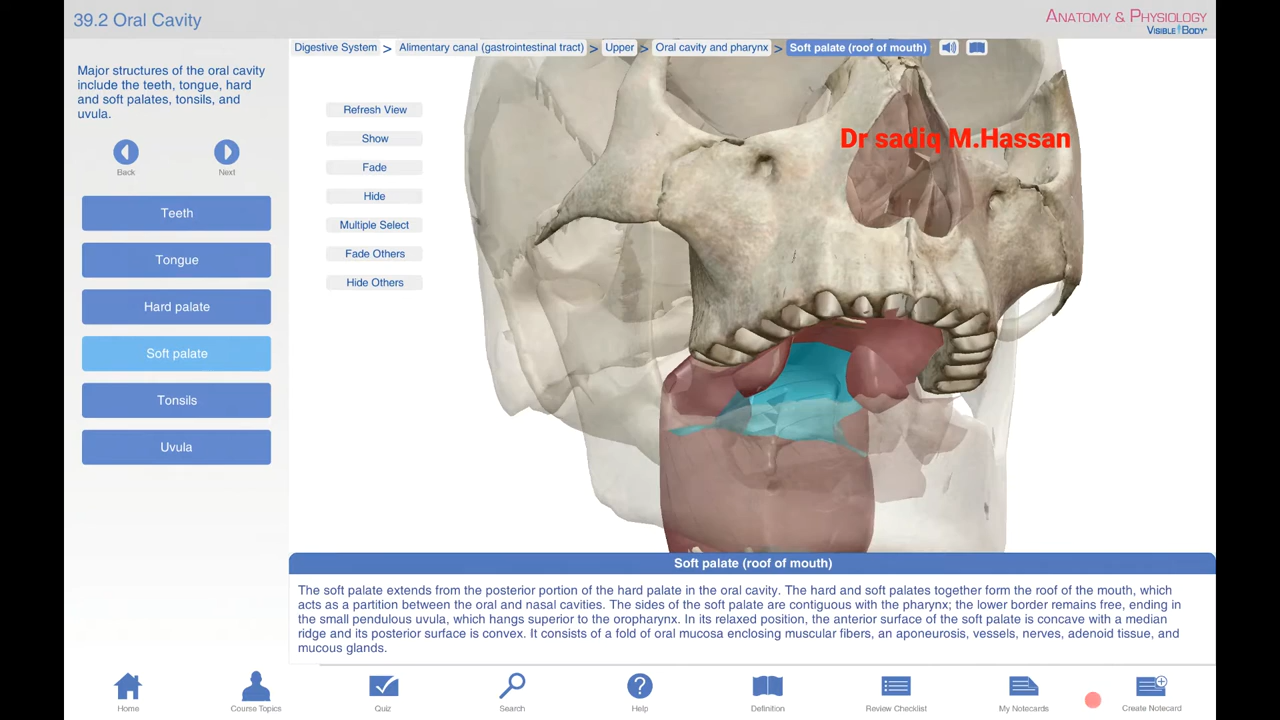 39.2 Oral Cavity
ANATOMY & PHYSIOLOGY
VISIBLE BODY®
Digestive System > Alimentary canal (gastrointestinal tract) > Upper > Oral cavity and pharynx > Soft palate (roof of mouth)
Major structures of the oral cavity
include the teeth, tongue, hard
and soft palates, tonsils, and
uvula.
Back
Next
Teeth
Tongue
Hard palate
Soft palate
Tonsils
Uvula
Refresh View
Show
Fade
Hide
Multiple Select
Fade Others
Hide Others
Dr sadiq M.Hassan
Soft palate (roof of mouth)
The soft palate extends from the posterior portion of the hard palate in the oral cavity. The hard and soft palates together form the roof of the mouth, which
acts as a partition between the oral and nasal cavities. The sides of the soft palate are contiguous with the pharynx; the lower border remains free, ending in
the small pendulous uvula, which hangs superior to the oropharynx. In its relaxed position, the anterior surface of the soft palate is concave with a median
ridge and its posterior surface is convex. It consists of a fold of oral mucosa enclosing muscular fibers, an aponeurosis, vessels, nerves, adenoid tissue, and
mucous glands.
Home
Course Topics
Quiz
Search
Help
Definition
Review Checklist
My Notecards
Create Notecard